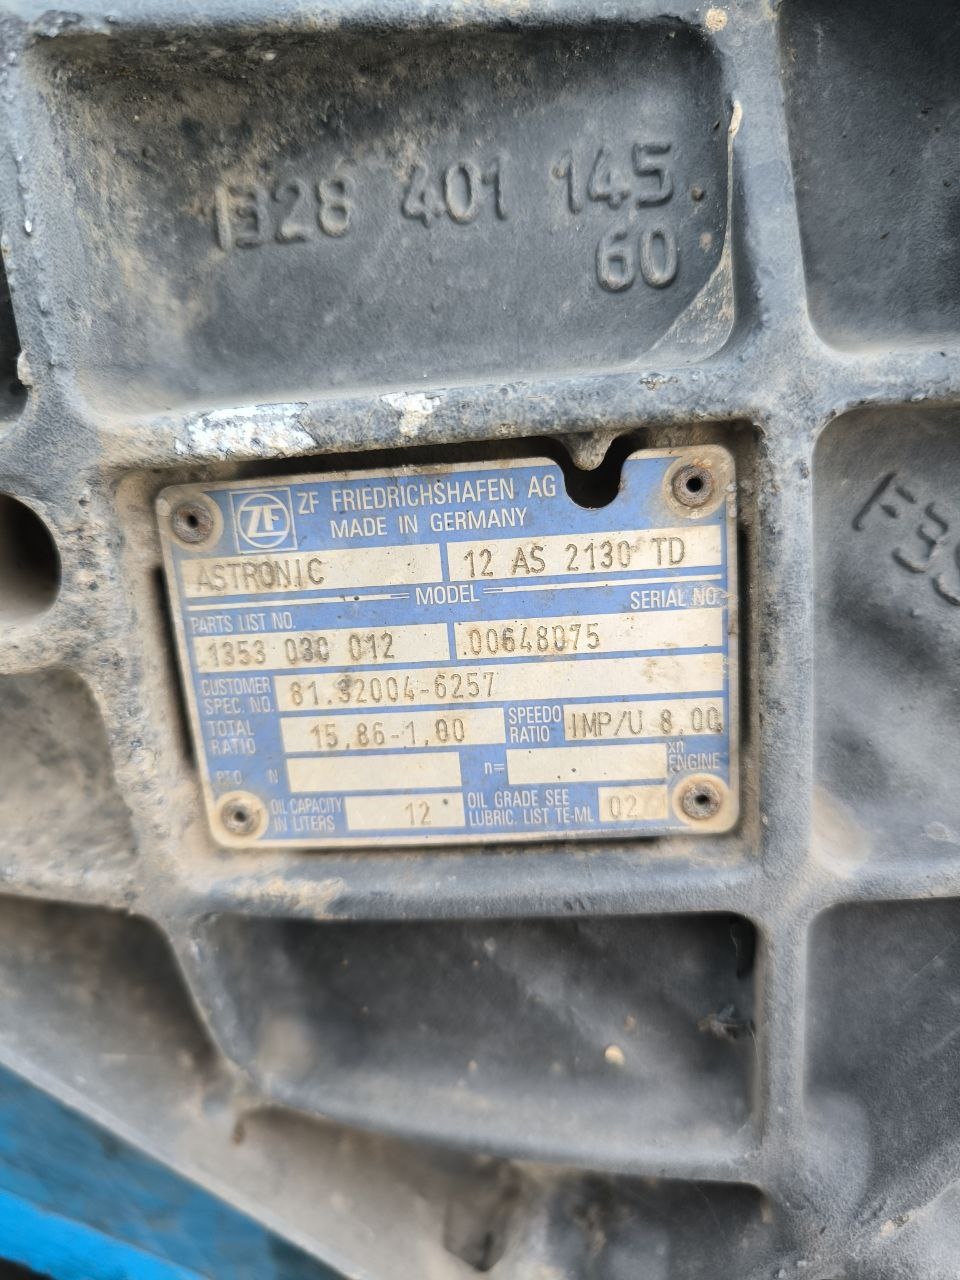 1328 401 145
60
ZF
ZF FRIEDRICHSHAFEN AG
MADE IN GERMANY
ASTRONIC
12 AS 2130 TD
MODEL
PARTS LIST NO.
SERIAL NO.
1353 030 012
00648075
CUSTOMER
SPEC. NO.
81.32004-6257
TOTAL
RATIO
15,86-1,00
SPEEDO
RATIO
IMP/U 8,00
P.T.O N
n=
xn
ENGINE
OIL CAPACITY
IN LITERS
12
OIL GRADE SEE
LUBRIC. LIST TE-ML
02